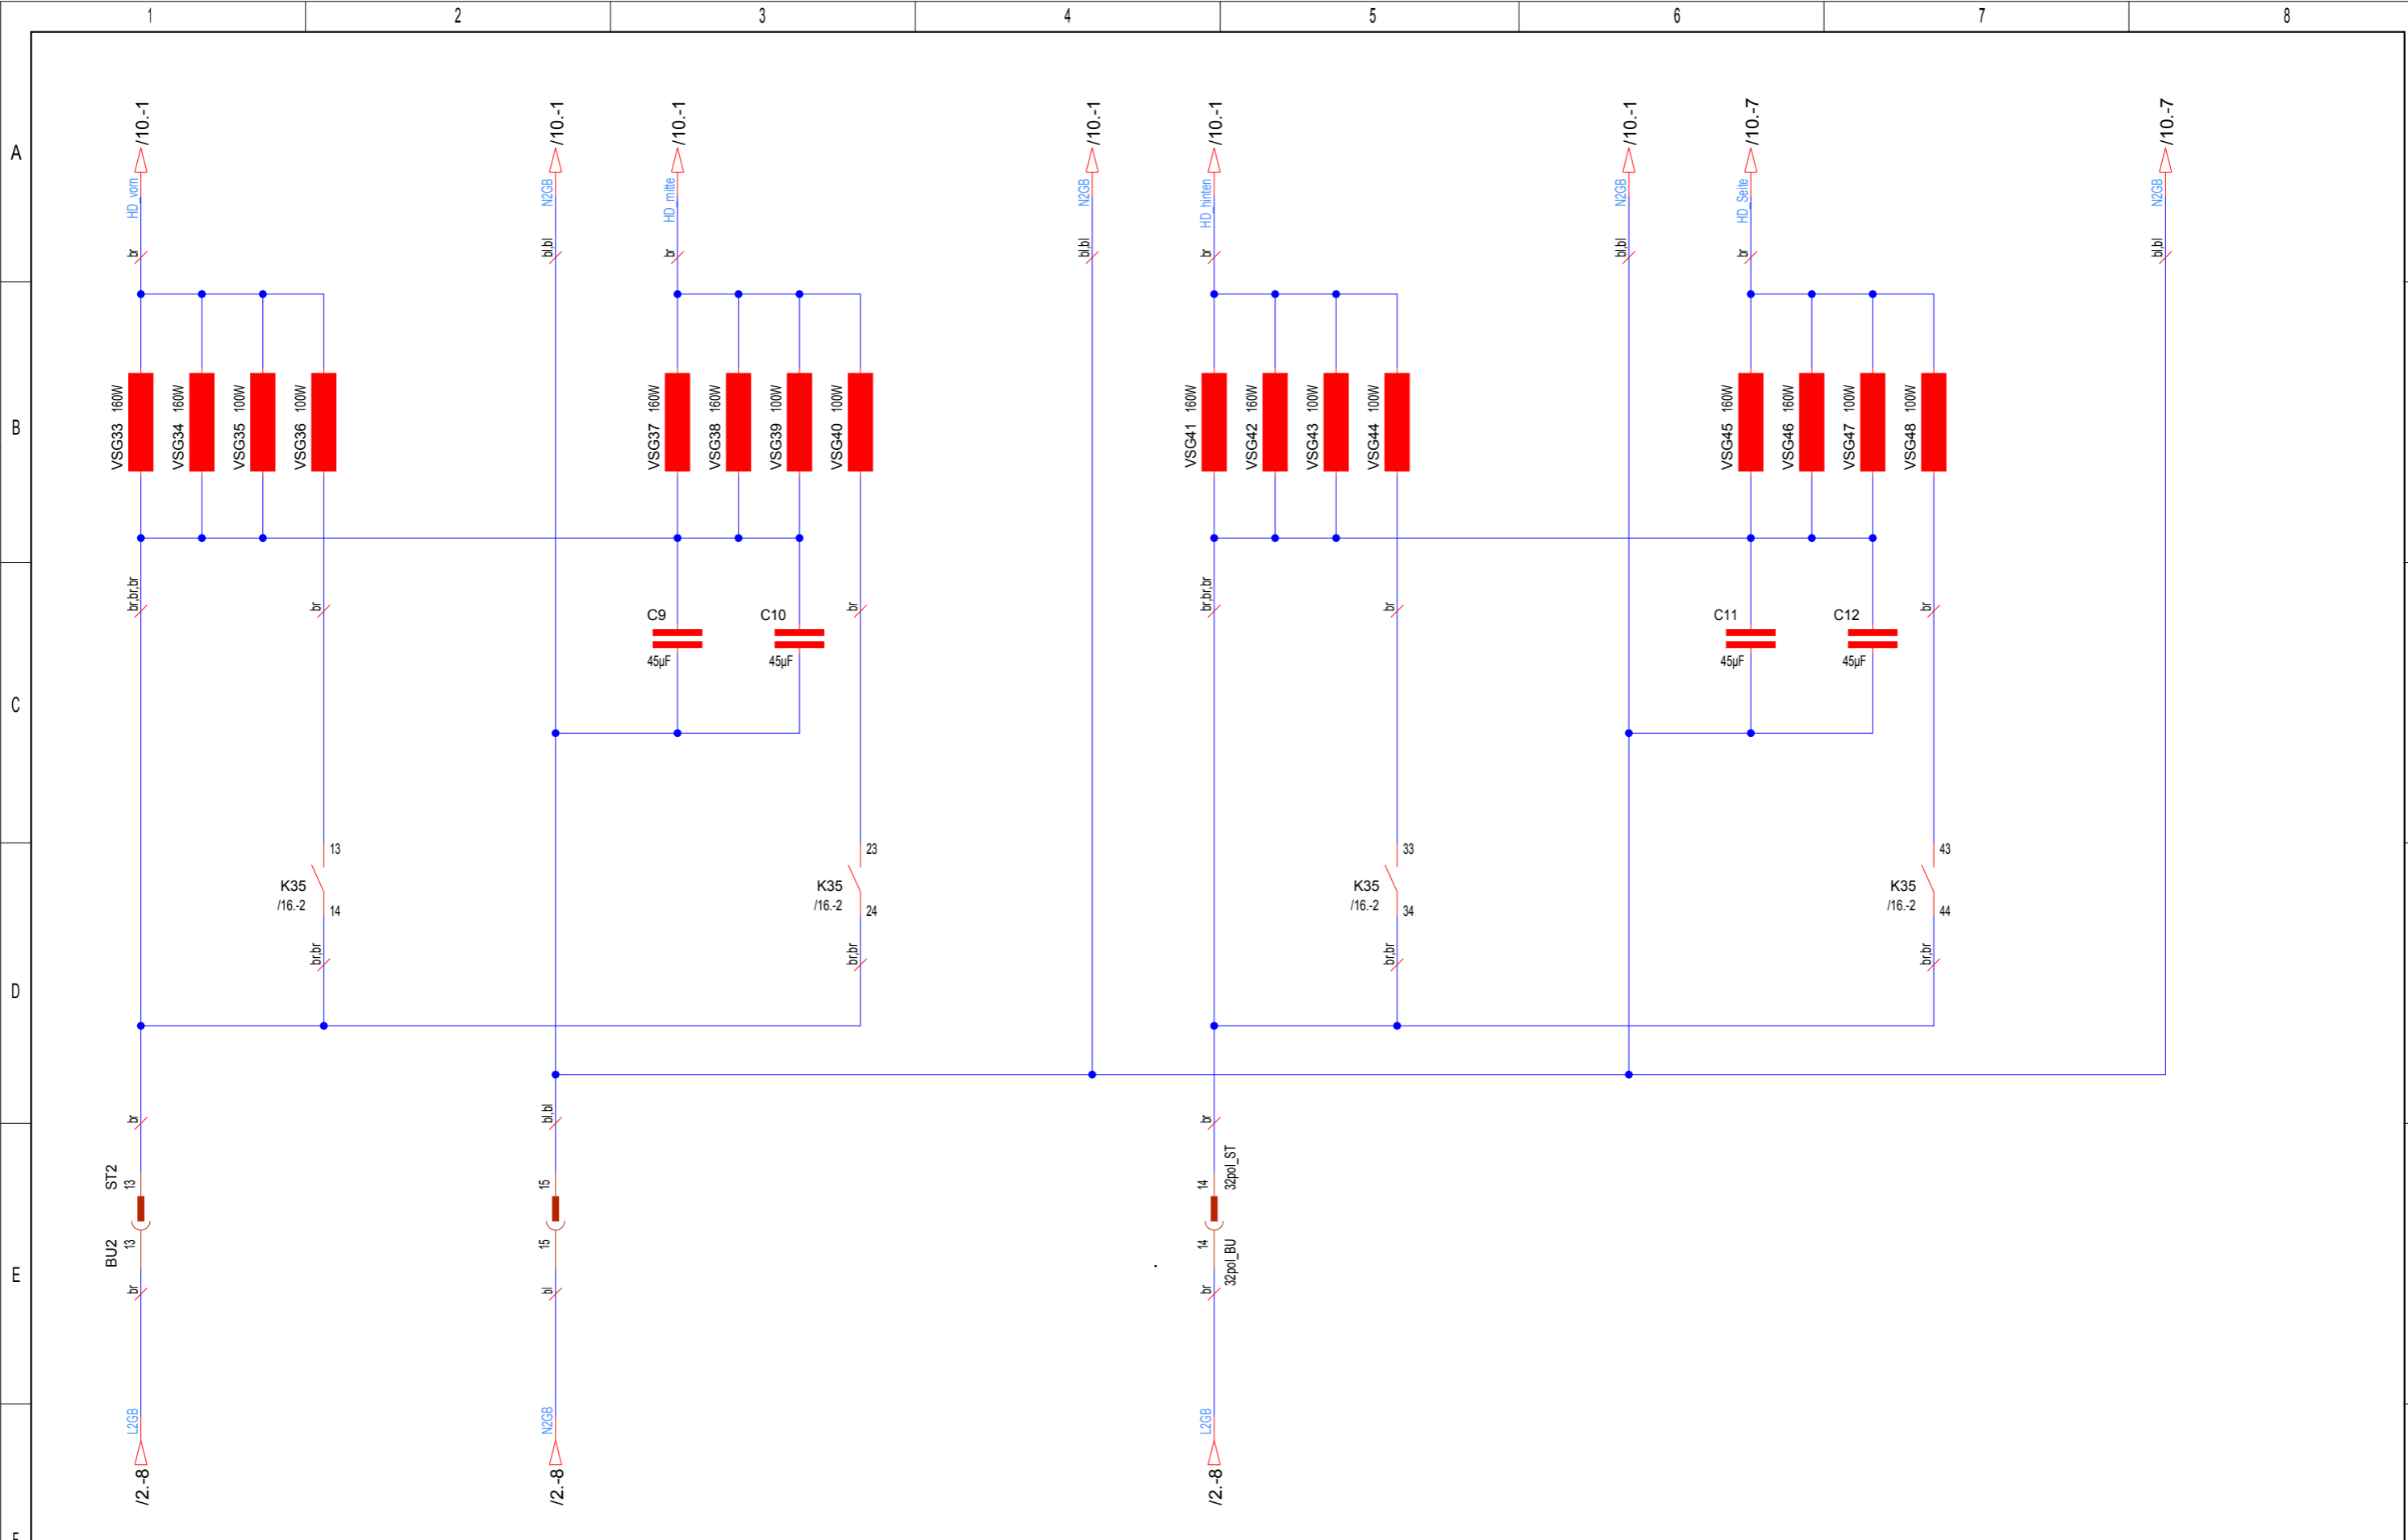 1 2 3 4 5 6 7 8
A
/10.-1 /10.-1 /10.-1 /10.-1 /10.-1 /10.-1 /10.-7 /10.-7
HD_vorn N2GB HD_mitte N2GB HD_hinten N2GB HD_Seite N2GB
br bl,bl br bl,bl br bl,bl br bl,bl
B
VSG33 160W VSG34 160W VSG35 100W VSG36 100W VSG37 160W VSG38 160W VSG39 100W VSG40 100W VSG41 160W VSG42 160W VSG43 100W VSG44 100W VSG45 160W VSG46 160W VSG47 100W VSG48 100W
br,br,br br br br,br,br br br
C9 C10 C11 C12
45µF 45µF 45µF 45µF
C
13 23 33 43
K35 K35 K35 K35
/16.-2 /16.-2 /16.-2 /16.-2
14 24 34 44
br,br br,br br,br br,br
D
br bl,bl br
ST2 13 15 14 32pol_ST
BU2 13 15 14 32pol_BU
E
br bl br
L2GB N2GB L2GB
/2.-8 /2.-8 /2.-8